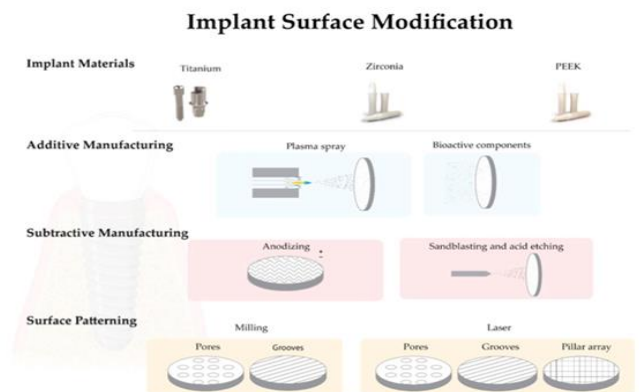 Implant Surface Modification
Implant Materials
Titanium
Zirconia
PEEK
Additive Manufacturing
Plasma spray
Bioactive components
Subtractive Manufacturing
Anodizing
Sandblasting and acid etching
Surface Patterning
Milling
Laser
Pores
Grooves
Pores
Grooves
Pillar array